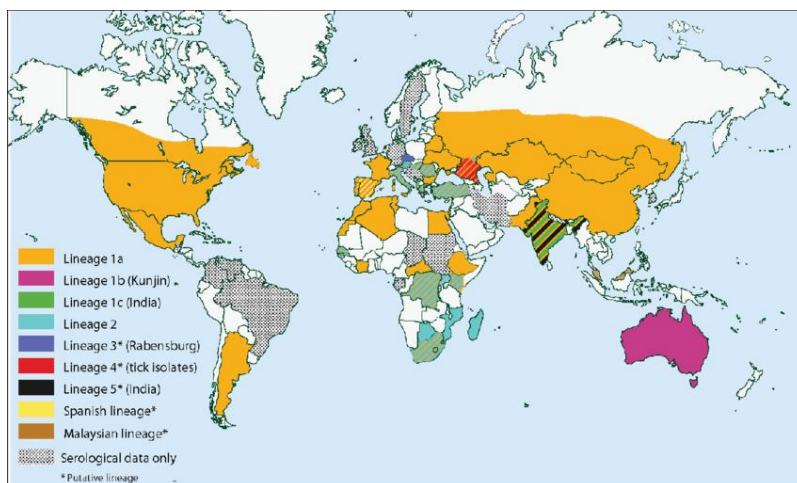 Lineage 1a
Lineage 1b (Kunjin)
Lineage 1c (India)
Lineage 2
Lineage 3* (Rabensburg)
Lineage 4* (tick isolates)
Lineage 5* (India)
Spanish lineage*
Malaysian lineage*
Serological data only
* Putative lineage